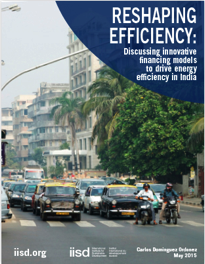 RESHAPING
EFFICIENCY:
Discussing innovative
financing models
to drive energy
efficiency in India
iisd.org
iisd
Carlos Dominguez Ordonez
May 2015